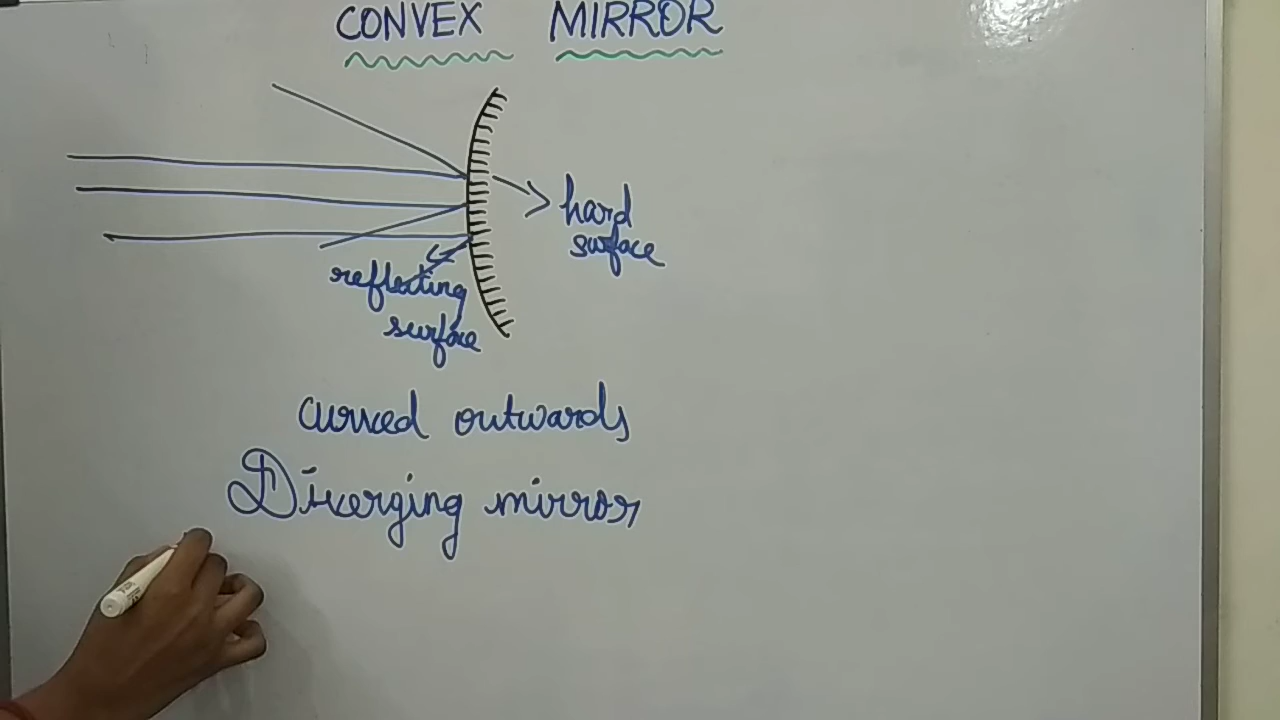 CONVEX MIRROR
hard
surface
reflecting
surface
curved outwards
Diverging mirror